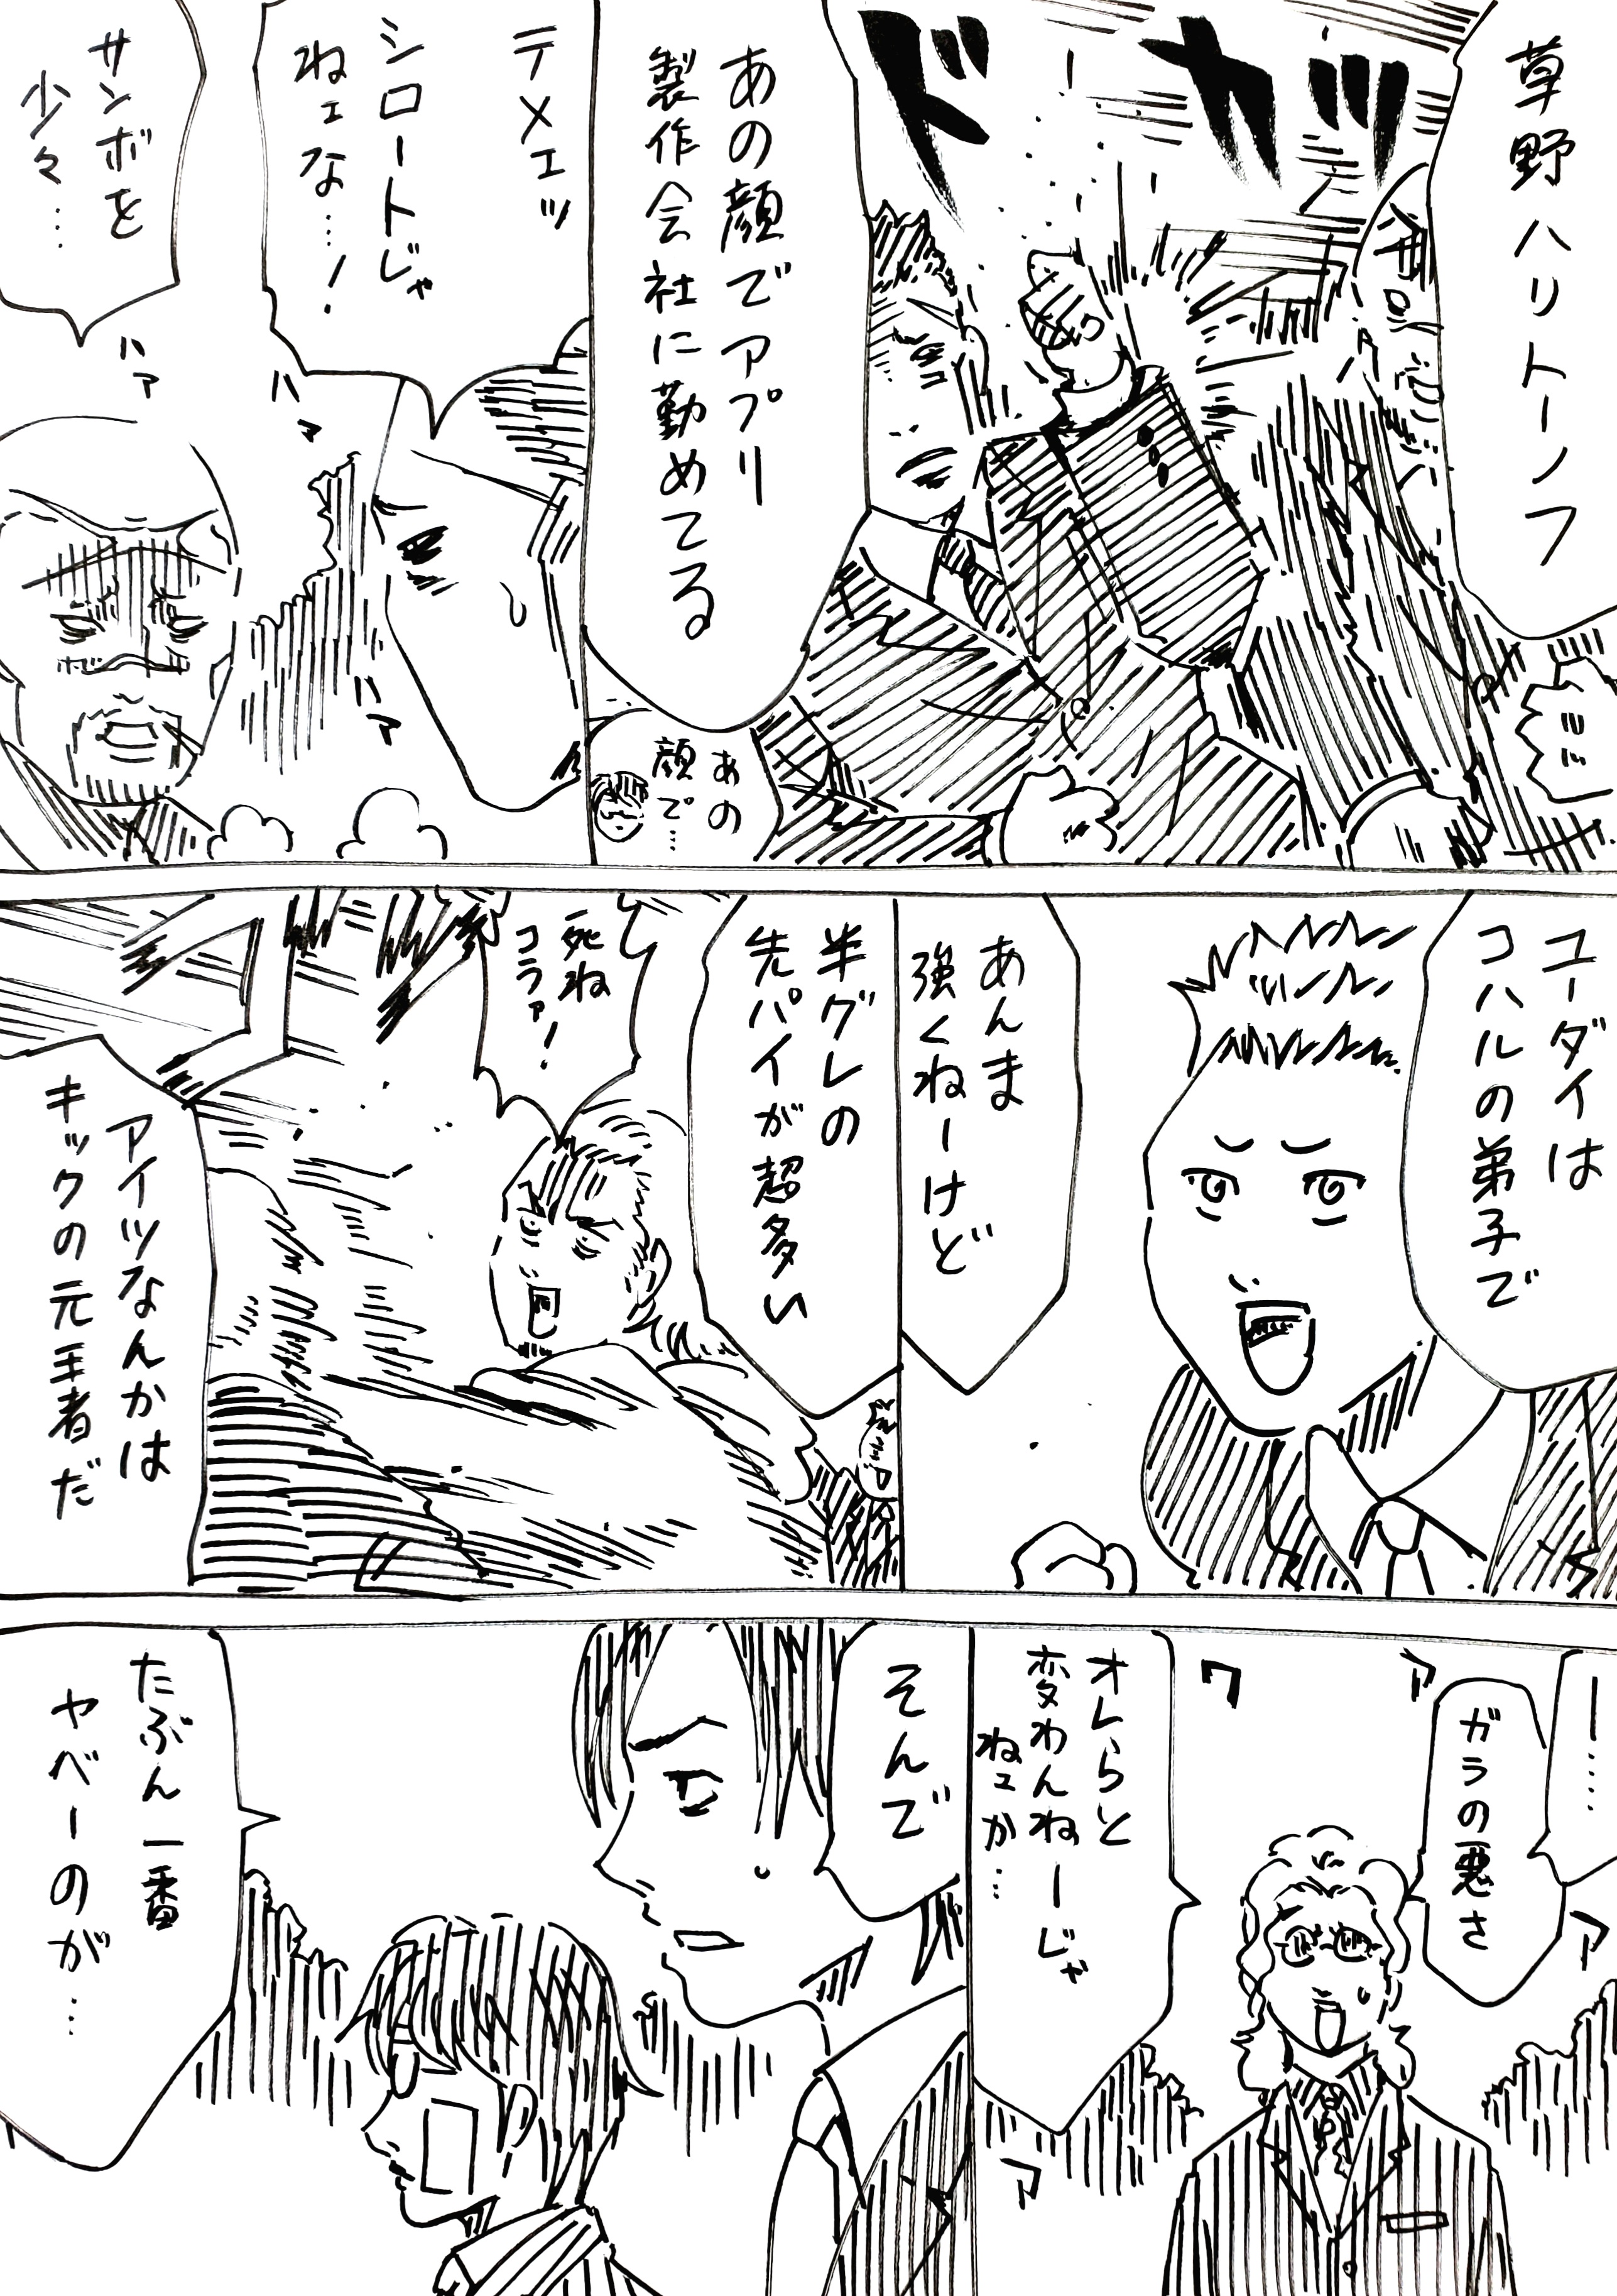 草野ハリトーノフ
ドカッ
あの顔でアプリ
製作会社に勤めてる
あの
顔で…
テメエッ
シロートじゃ
ねェな…!
サンボを
少々…
ハァ
ハァ
ハァ
ユーダイは
コハルの弟子で
あんま
強くねーけど
半グレの
先パイが超多い
死ね
コラァ!
アイツなんかは
キックの元王者だ
ー…
ガラの悪さ
オレらと
変わんねーじゃ
ねェか…
ワ
ア
ア
ア
そんで
たぶん一番
ヤベーのが…